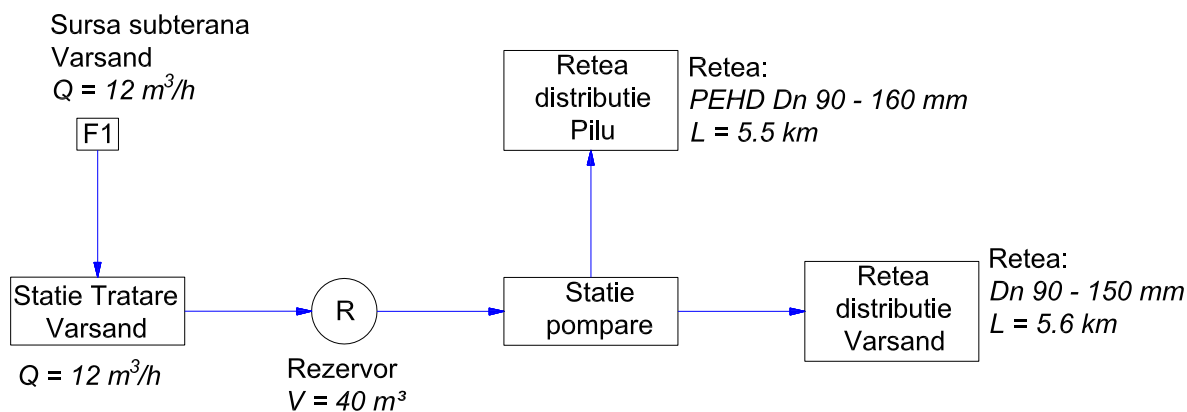 Sursa subterana
Varsand
Q = 12 m³/h
F1
Retea
distributie
Pilu
Retea:
PEHD Dn 90 - 160 mm
L = 5.5 km
Statie Tratare
Varsand
Q = 12 m³/h
R
Rezervor
V = 40 m³
Statie
pompare
Retea
distributie
Varsand
Retea:
Dn 90 - 150 mm
L = 5.6 km